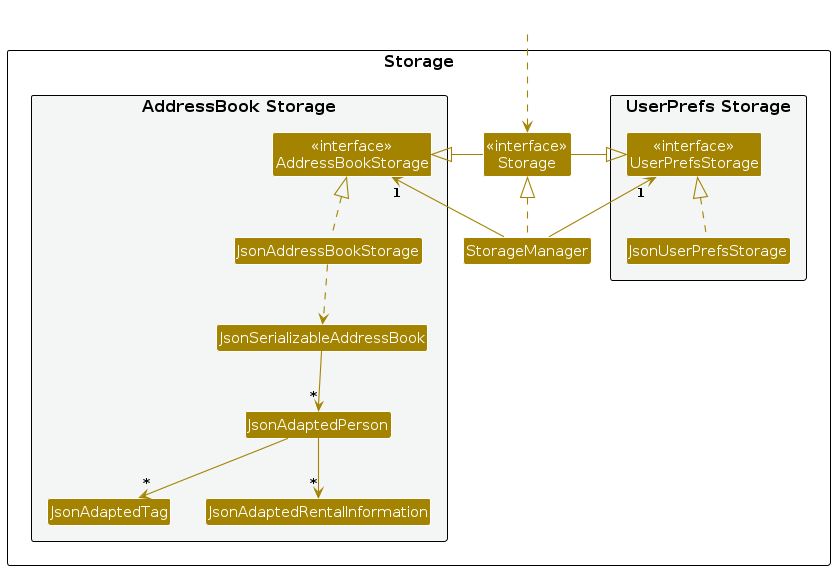 Storage
AddressBook Storage
UserPrefs Storage
«interface»
AddressBookStorage
«interface»
Storage
«interface»
UserPrefsStorage
1
1
JsonAddressBookStorage
StorageManager
JsonUserPrefsStorage
JsonSerializableAddressBook
*
JsonAdaptedPerson
*
*
JsonAdaptedTag
JsonAdaptedRentalInformation